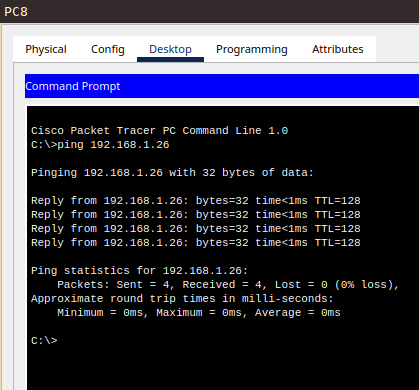 PC8
Physical Config Desktop Programming Attributes
Command Prompt
Cisco Packet Tracer PC Command Line 1.0
C:\>ping 192.168.1.26
Pinging 192.168.1.26 with 32 bytes of data:
Reply from 192.168.1.26: bytes=32 time<1ms TTL=128
Reply from 192.168.1.26: bytes=32 time<1ms TTL=128
Reply from 192.168.1.26: bytes=32 time<1ms TTL=128
Reply from 192.168.1.26: bytes=32 time<1ms TTL=128
Ping statistics for 192.168.1.26:
Packets: Sent = 4, Received = 4, Lost = 0 (0% loss),
Approximate round trip times in milli-seconds:
Minimum = 0ms, Maximum = 0ms, Average = 0ms
C:\>